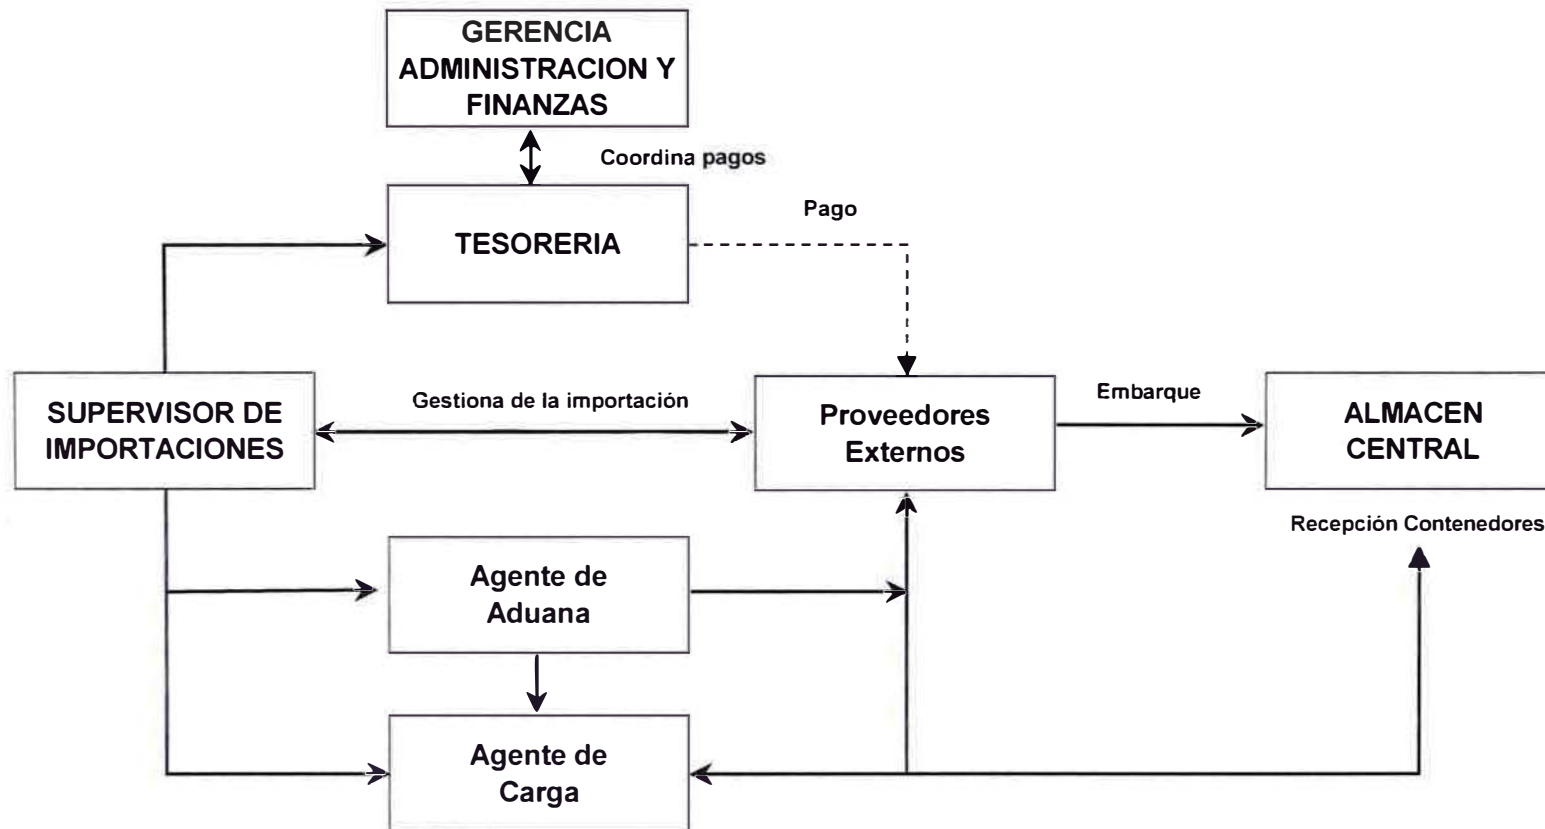 GERENCIA
ADMINISTRACION Y
FINANZAS
Coordina pagos
TESORERIA
Pago
SUPERVISOR DE
IMPORTACIONES
Gestiona de la importación
Proveedores
Externos
Embarque
ALMACEN
CENTRAL
Recepción Contenedores
Agente de
Aduana
Agente de
Carga